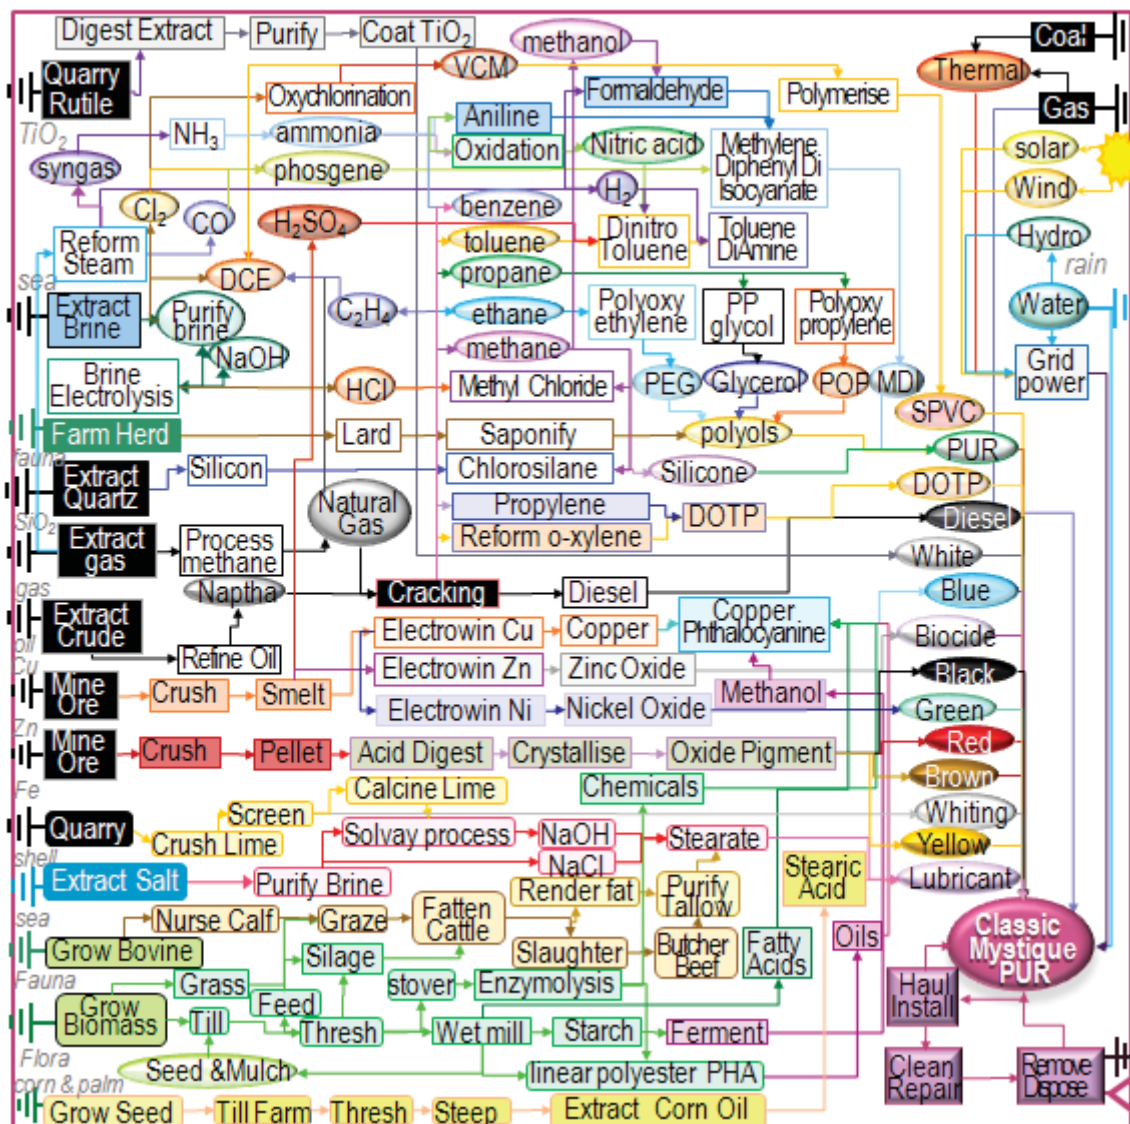 Digest Extract
Purify
Coat TiO2
methanol
Coal
Quarry
Rutile
VCM
Thermal
Oxychlorination
Formaldehyde
Polymerise
Gas
TiO2
NH3
ammonia
Aniline
Oxidation
Nitric acid
Methylene
Diphenyl Di
Isocyanate
solar
syngas
phosgene
H2
Wind
Cl2
CO
H2SO4
benzene
toluene
Dinitro
Toluene
Toluene
DiAmine
Hydro
rain
Reform
Steam
DCE
propane
sea
Extract
Brine
Purify
brine
C2H4
ethane
Polyoxy
ethylene
PP
glycol
Polyoxy
propylene
Water
NaOH
methane
Grid
power
Brine
Electrolysis
HCl
Methyl Chloride
PEG
Glycerol
POP
MDI
SPVC
Farm Herd
Lard
Saponify
polyols
PUR
fauna
Extract
Quartz
Silicon
Chlorosilane
Silicone
DOTP
SiO2
Natural
Gas
Propylene
DOTP
Diesel
Extract
gas
Process
methane
Reform o-xylene
White
gas
Naptha
Cracking
Diesel
Blue
Extract
Crude
Electrowin Cu
Copper
Copper
Phthalocyanine
Biocide
oil
Refine Oil
Cu
Mine
Ore
Crush
Smelt
Electrowin Zn
Zinc Oxide
Methanol
Black
Electrowin Ni
Nickel Oxide
Green
Zn
Mine
Ore
Crush
Pellet
Acid Digest
Crystallise
Oxide Pigment
Red
Brown
Fe
Calcine Lime
Chemicals
Whiting
Quarry
Screen
Crush Lime
Solvay process
NaOH
Stearate
Yellow
shell
NaCl
Extract Salt
Purify Brine
Render fat
Purify
Tallow
Stearic
Acid
Lubricant
sea
Nurse Calf
Graze
Fatten
Cattle
Classic
Mystique
PUR
Grow Bovine
Silage
Slaughter
Butcher
Beef
Fatty
Acids
Oils
Fauna
Grass
Feed
stover
Enzymolysis
Haul
Install
Grow
Biomass
Till
Thresh
Wet mill
Starch
Ferment
Flora
Seed &Mulch
linear polyester PHA
Clean
Repair
Remove
Dispose
corn & palm
Grow Seed
Till Farm
Thresh
Steep
Extract Corn Oil